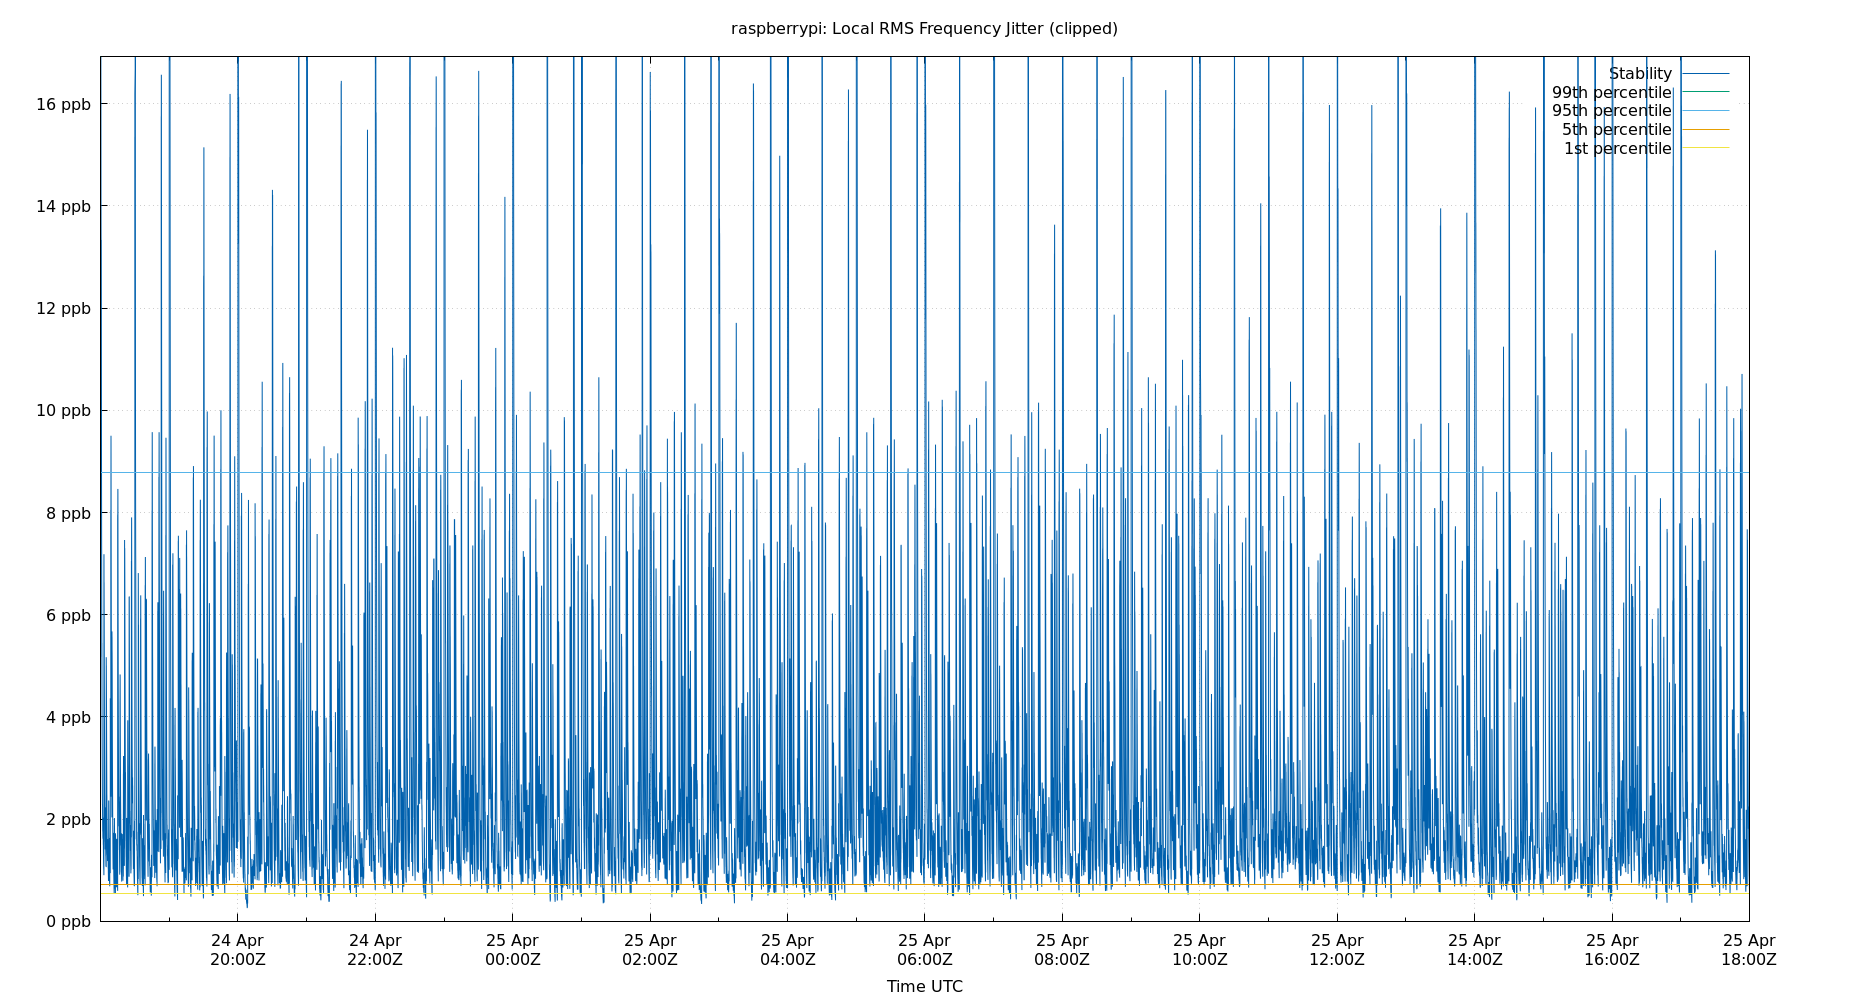 raspberrypi: Local RMS Frequency Jitter (clipped)
Stability
99th percentile
95th percentile
5th percentile
1st percentile
16 ppb
14 ppb
12 ppb
10 ppb
8 ppb
6 ppb
4 ppb
2 ppb
0 ppb
24 Apr 24 Apr 25 Apr 25 Apr 25 Apr 25 Apr 25 Apr 25 Apr 25 Apr 25 Apr 25 Apr 25 Apr
20:00Z 22:00Z 00:00Z 02:00Z 04:00Z 06:00Z 08:00Z 10:00Z 12:00Z 14:00Z 16:00Z 18:00Z
Time UTC